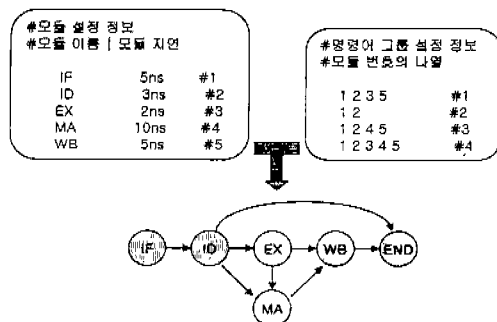 #모듈 설정 정보
#모듈 이름 | 모듈 지연
IF 5ns #1
ID 3ns #2
EX 2ns #3
MA 10ns #4
WB 5ns #5
#명령어 그룹 설정 정보
#모듈 번호의 나열
1 2 3 5 #1
1 2 #2
1 2 4 5 #3
1 2 3 4 5 #4
IF
ID
EX
WB
END
MA